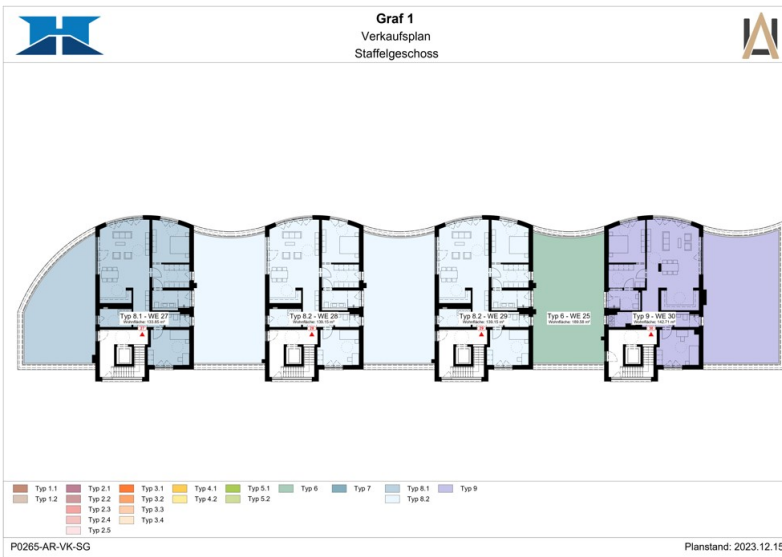 Graf 1
Verkaufsplan
Staffelgeschoss
Typ 8.1 - WE 27
Typ 8.2 - WE 28
Typ 8.2 - WE 29
Typ 6 - WE 25
Typ 9 - WE 30
Typ 1.1
Typ 2.1
Typ 3.1
Typ 4.1
Typ 5.1
Typ 6
Typ 7
Typ 8.1
Typ 9
Typ 1.2
Typ 2.2
Typ 3.2
Typ 4.2
Typ 5.2
Typ 8.2
Typ 2.3
Typ 3.3
Typ 2.4
Typ 3.4
Typ 2.5
P0265-AR-VK-SG
Planstand: 2023.12.15